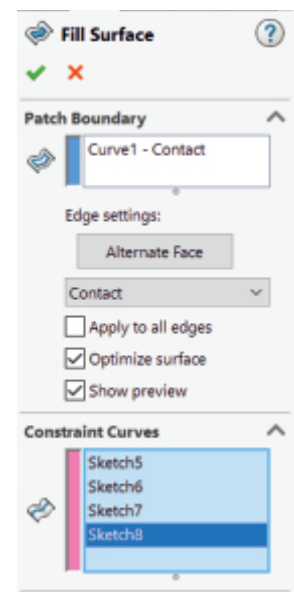 Fill Surface
?
Patch Boundary
Curve1 - Contact
Edge settings:
Alternate Face
Contact
Apply to all edges
Optimize surface
Show preview
Constraint Curves
Sketch5
Sketch6
Sketch7
Sketch8